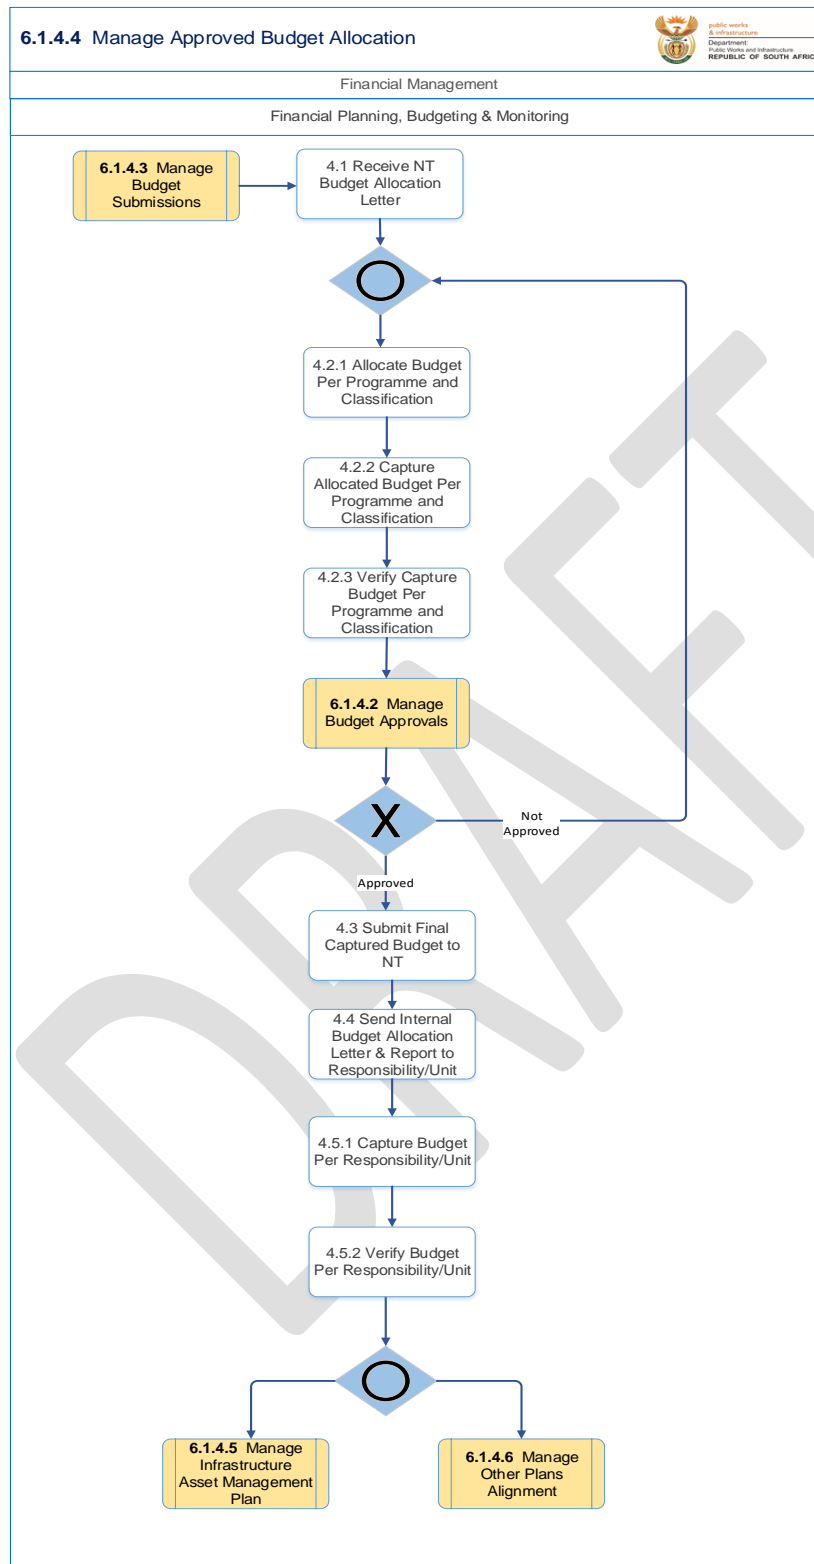 6.1.4.4 Manage Approved Budget Allocation
public works
& infrastructure
Department:
Public Works and Infrastructure
REPUBLIC OF SOUTH AFRIC
Financial Management
Financial Planning, Budgeting & Monitoring
6.1.4.3 Manage
Budget
Submissions
4.1 Receive NT
Budget Allocation
Letter
4.2.1 Allocate Budget
Per Programme and
Classification
4.2.2 Capture
Allocated Budget Per
Programme and
Classification
4.2.3 Verify Capture
Budget Per
Programme and
Classification
6.1.4.2 Manage
Budget Approvals
X
Not
Approved
Approved
4.3 Submit Final
Captured Budget to
NT
4.4 Send Internal
Budget Allocation
Letter & Report to
Responsibility/Unit
4.5.1 Capture Budget
Per Responsibility/Unit
4.5.2 Verify Budget
Per Responsibility/Unit
6.1.4.5 Manage
Infrastructure
Asset Management
Plan
6.1.4.6 Manage
Other Plans
Alignment
DRAFT